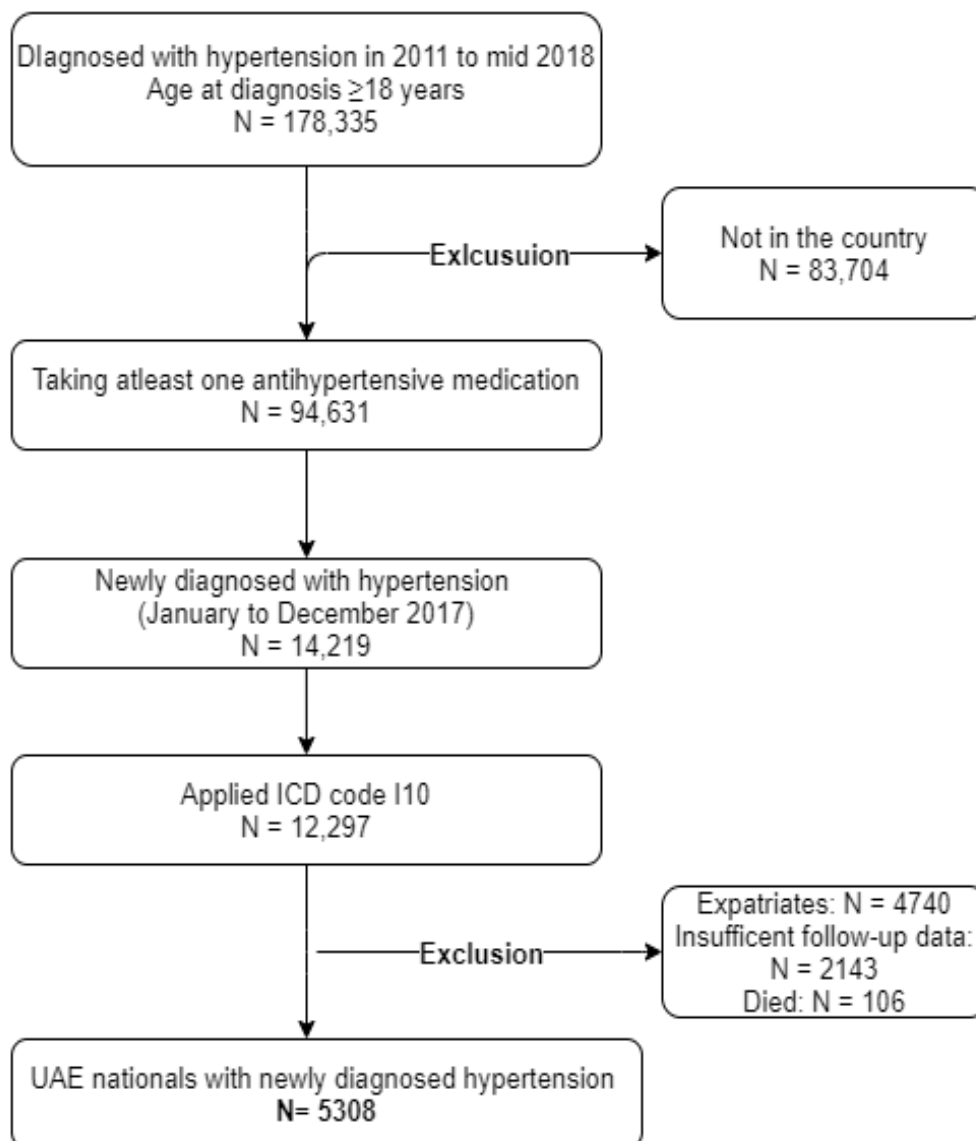 DIagnosed with hypertension in 2011 to mid 2018
Age at diagnosis ≥18 years
N = 178,335
Exlcusuion
Not in the country
N = 83,704
Taking atleast one antihypertensive medication
N = 94,631
Newly diagnosed with hypertension
(January to December 2017)
N = 14,219
Applied ICD code I10
N = 12,297
Exclusion
Expatriates: N = 4740
Insufficent follow-up data:
N = 2143
Died: N = 106
UAE nationals with newly diagnosed hypertension
N= 5308